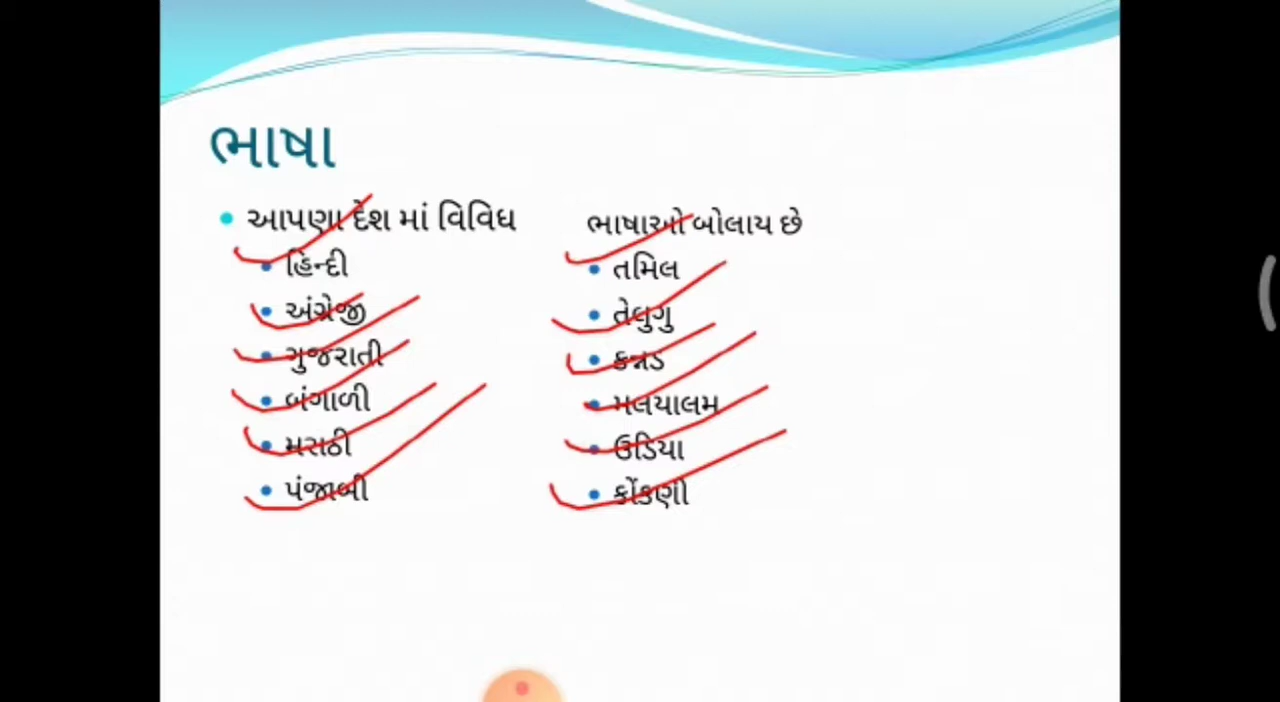 ભાષા
આપણા દેશ માં વિવિધ ભાષાઓ બોલાય છે
હિન્દી
અંગ્રેજી
ગુજરાતી
બંગાળી
મરાઠી
પંજાબી
તમિલ
તેલુગુ
કન્નડ
મલયાલમ
ઉડિયા
કોંકણી